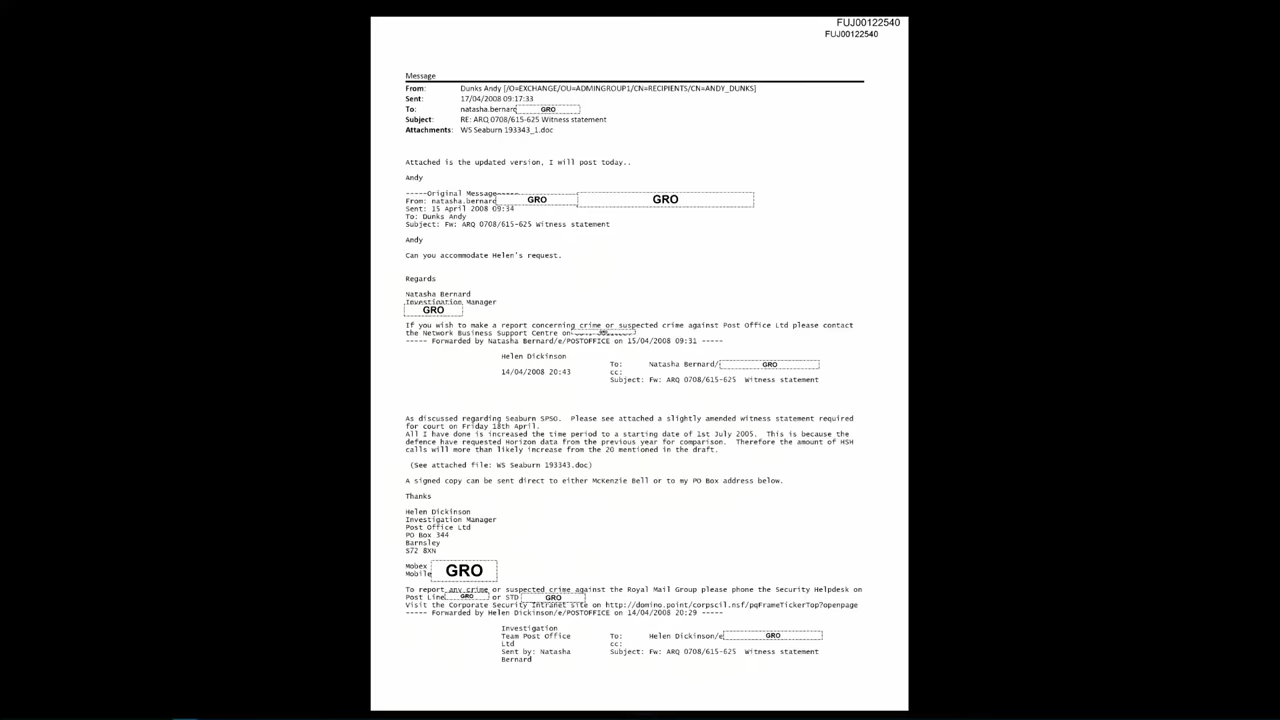 FUJ00122540
FUJ00122540
Message
From: Dunks Andy [/O=EXCHANGE/OU=ADMINGROUP1/CN=RECIPIENTS/CN=ANDY_DUNKS]
Sent: 17/04/2008 09:17:33
To: natasha.bernard GRO
Subject: RE: ARQ 0708/615-625 Witness statement
Attachments: WS Seaburn 193343_1.doc
Attached is the updated version, I will post today..
Andy
-----Original Message-----
From: natasha.bernard GRO GRO
Sent: 15 April 2008 09:34
To: Dunks Andy
Subject: Fw: ARQ 0708/615-625 Witness statement
Andy
Can you accommodate Helen's request.
Regards
Natasha Bernard
Investigation Manager
GRO
If you wish to make a report concerning crime or suspected crime against Post Office Ltd please contact
the Network Business Support Centre on
----- Forwarded by Natasha Bernard/e/POSTOFFICE on 15/04/2008 09:31 -----
Helen Dickinson
To: Natasha Bernard/ GRO
14/04/2008 20:43 cc:
Subject: Fw: ARQ 0708/615-625 Witness statement
As discussed regarding Seaburn SPSO. Please see attached a slightly amended witness statement required
for court on Friday 18th April.
All I have done is increased the time period to a starting date of 1st July 2005. This is because the
defence have requested Horizon data from the previous year for comparison. Therefore the amount of HSH
calls will more than likely increase from the 20 mentioned in the draft.
(See attached file: WS Seaburn 193343.doc)
A signed copy can be sent direct to either McKenzie Bell or to my PO Box address below.
Thanks
Helen Dickinson
Investigation Manager
Post Office Ltd
PO Box 344
Barnsley
S72 8XN
Mobex GRO
Mobile
To report any crime or suspected crime against the Royal Mail Group please phone the Security Helpdesk on
Post Line GRO or STD GRO
Visit the Corporate Security Intranet site on http://domino.point/corpscil.nsf/pqFrameTickerTop?openpage
----- Forwarded by Helen Dickinson/e/POSTOFFICE on 14/04/2008 20:29 -----
Investigation
Team Post Office To: Helen Dickinson/e GRO
Ltd cc:
Sent by: Natasha Subject: Fw: ARQ 0708/615-625 Witness statement
Bernard